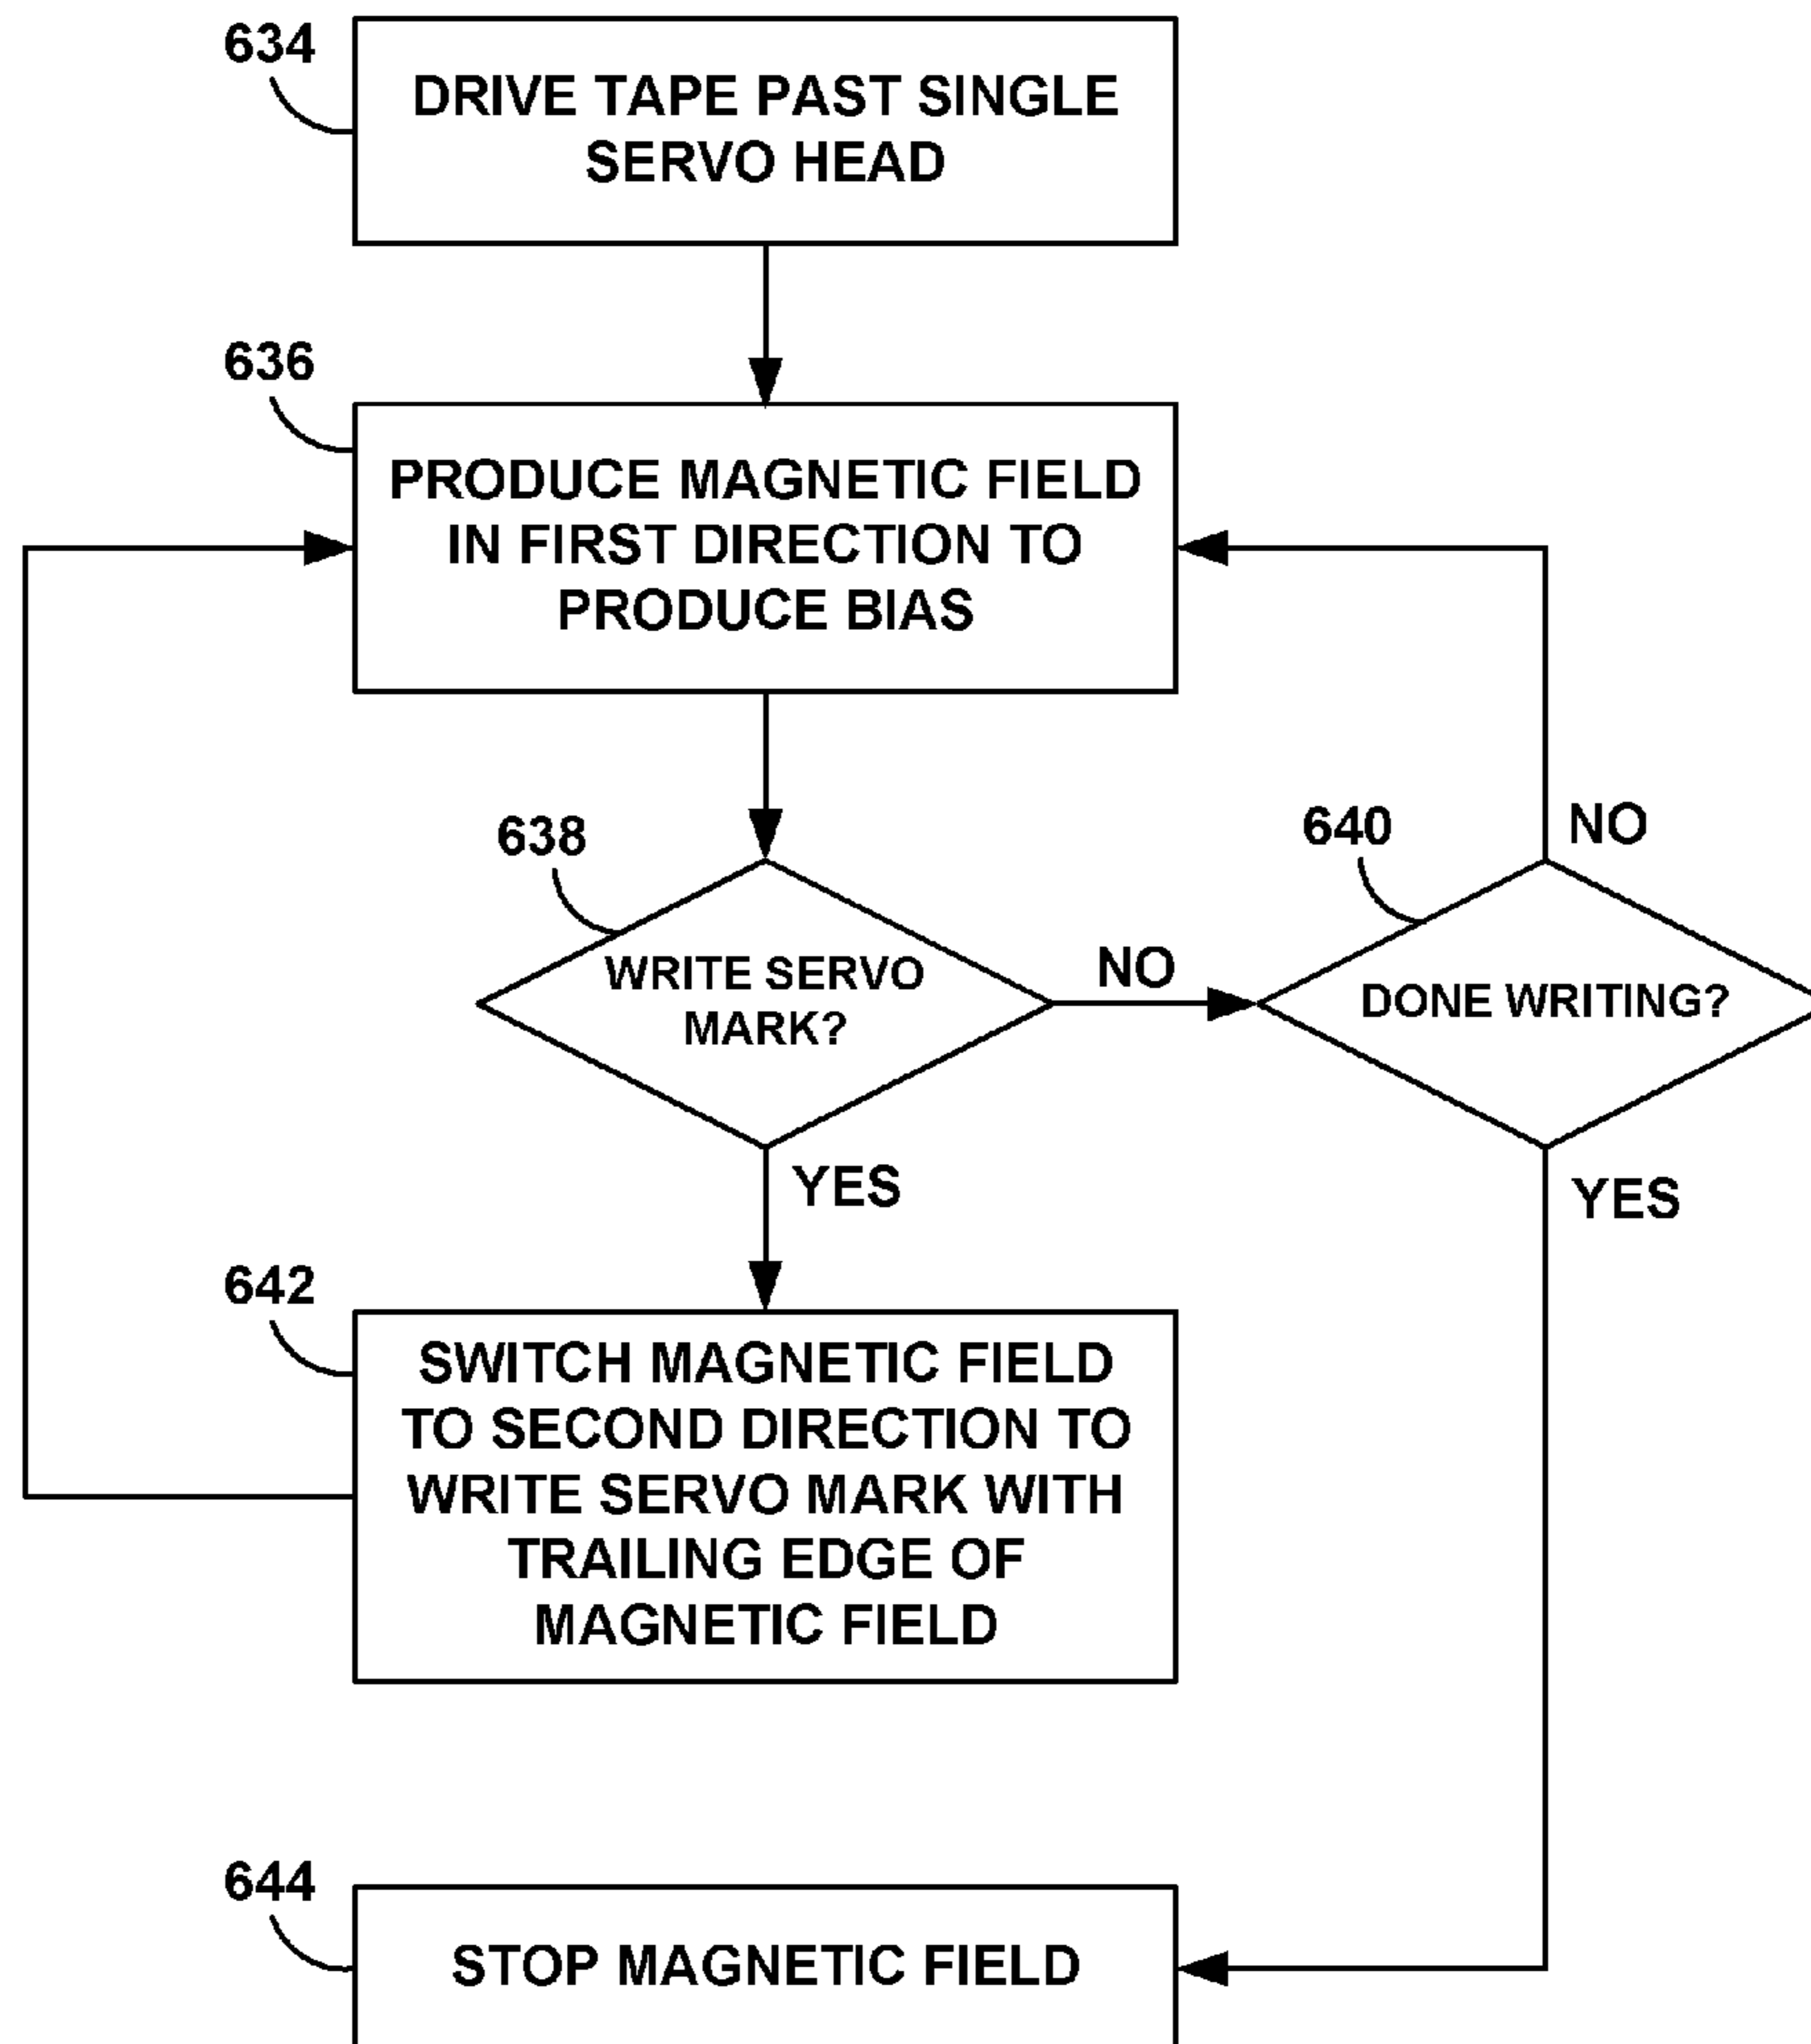 634
DRIVE TAPE PAST SINGLE
SERVO HEAD
636
PRODUCE MAGNETIC FIELD
IN FIRST DIRECTION TO
PRODUCE BIAS
638
WRITE SERVO
MARK?
NO
640
DONE WRITING?
NO
YES
YES
642
SWITCH MAGNETIC FIELD
TO SECOND DIRECTION TO
WRITE SERVO MARK WITH
TRAILING EDGE OF
MAGNETIC FIELD
644
STOP MAGNETIC FIELD